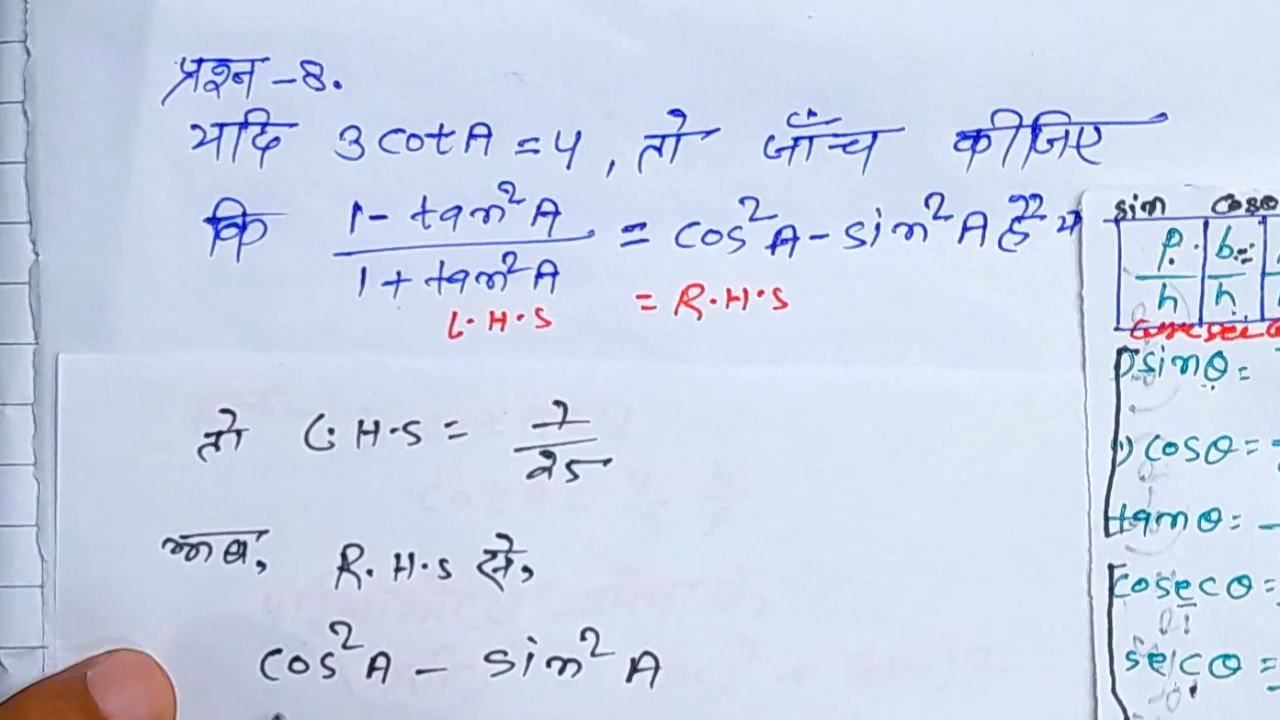 प्रश्न -8.
यदि 3cotA=4, तो जाँच कीजिए
कि (1- tan²A)/(1+ tan²A) = cos²A - sin²A है
L.H.S = R.H.S
तो L.H.S = 7/25
अब, R.H.S से,
cos²A - sin²A
sin cosθ
p. b
h h
sinθ=
cosθ=
tanθ=
cosecθ=
secθ=